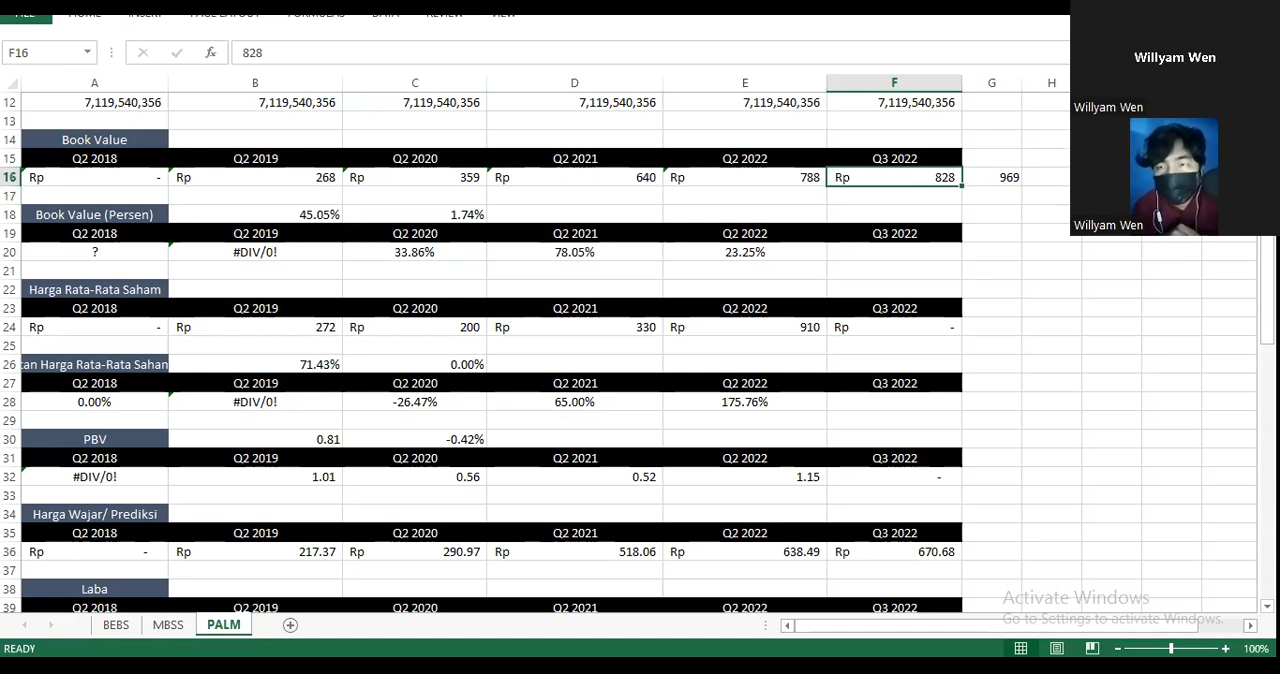 FILE HOME INSERT PAGE LAYOUT FORMULAS DATA REVIEW VIEW
F16 fx 828
A B C D E F G H
12 7,119,540,356 7,119,540,356 7,119,540,356 7,119,540,356 7,119,540,356 7,119,540,356
13
14 Book Value
15 Q2 2018 Q2 2019 Q2 2020 Q2 2021 Q2 2022 Q3 2022
16 Rp - Rp 268 Rp 359 Rp 640 Rp 788 Rp 828 969
17
18 Book Value (Persen) 45.05% 1.74%
19 Q2 2018 Q2 2019 Q2 2020 Q2 2021 Q2 2022 Q3 2022
20 ? #DIV/0! 33.86% 78.05% 23.25%
21
22 Harga Rata-Rata Saham
23 Q2 2018 Q2 2019 Q2 2020 Q2 2021 Q2 2022 Q3 2022
24 Rp - Rp 272 Rp 200 Rp 330 Rp 910 Rp -
25
26 an Harga Rata-Rata Sahan 71.43% 0.00%
27 Q2 2018 Q2 2019 Q2 2020 Q2 2021 Q2 2022 Q3 2022
28 0.00% #DIV/0! -26.47% 65.00% 175.76%
29
30 PBV 0.81 -0.42%
31 Q2 2018 Q2 2019 Q2 2020 Q2 2021 Q2 2022 Q3 2022
32 #DIV/0! 1.01 0.56 0.52 1.15 -
33
34 Harga Wajar/ Prediksi
35 Q2 2018 Q2 2019 Q2 2020 Q2 2021 Q2 2022 Q3 2022
36 Rp - Rp 217.37 Rp 290.97 Rp 518.06 Rp 638.49 Rp 670.68
37
38 Laba
39 Q2 2018 Q2 2019 Q2 2020 Q2 2021 Q2 2022 Q3 2022
BEBS MBSS PALM
READY 100%
Willyam Wen
Willyam Wen
Willyam Wen
Activate Windows
Go to Settings to activate Windows.